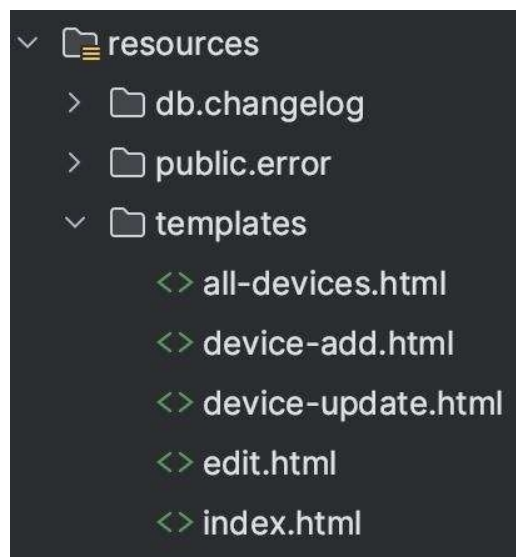 resources
db.changelog
public.error
templates
all-devices.html
device-add.html
device-update.html
edit.html
index.html